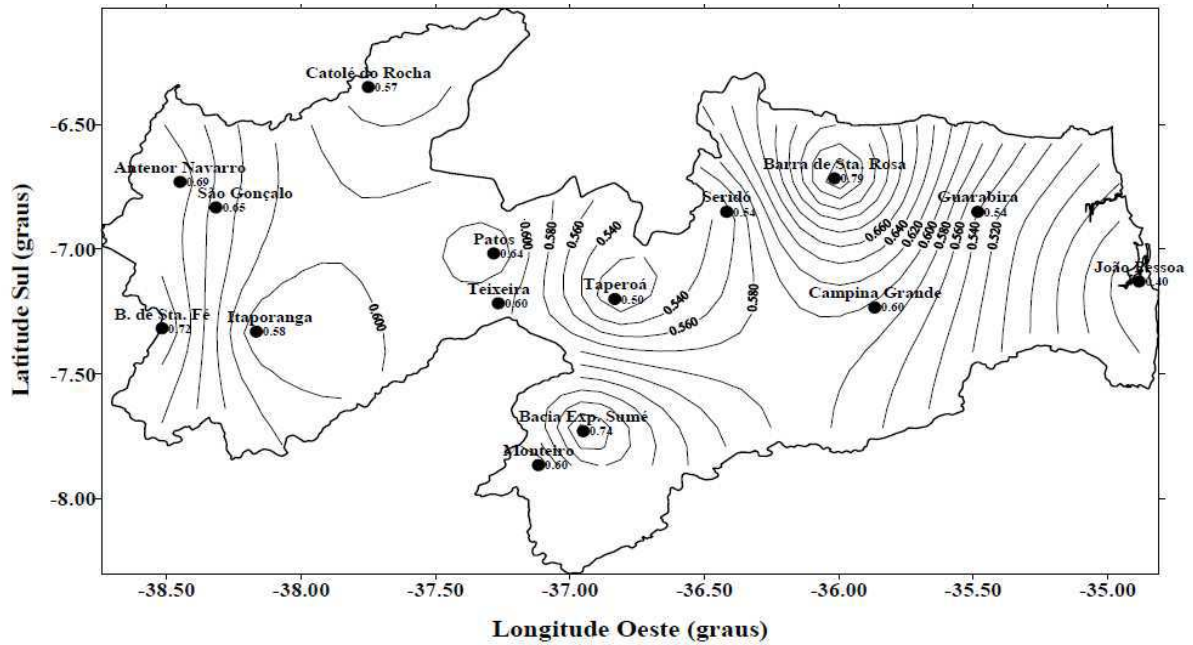 Catolé do Rocha
0.57
-6.50
Antenor Navarro
0.69
São Gonçalo
0.65
Barra de Sta. Rosa
0.79
Seridó
0.54
Guarabira
0.54
0.660
0.640
0.620
0.600
0.580
0.560
0.540
0.520
-7.00
Patos
0.64
0.600
0.580
0.560
0.540
João Pessoa
0.40
Teixeira
0.60
Taperoá
0.50
0.540
0.560
0.580
Campina Grande
0.60
B. de Sta. Fé
0.72
Itaporanga
0.58
0.600
-7.50
Bacia Exp. Sumé
0.74
Monteiro
0.60
-8.00
Latitude Sul (graus)
-38.50 -38.00 -37.50 -37.00 -36.50 -36.00 -35.50 -35.00
Longitude Oeste (graus)